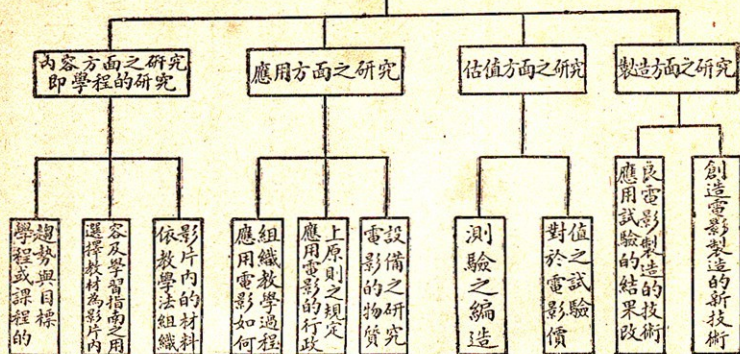 內容方面之研究
即學程的研究
應用方面之研究
估值方面之研究
製造方面之研究
學程或課程的
趨勢與目標
選擇教材為影片內
容及學習指南之用
依教學法組織
影片內的材料
應用電影如何
組織教學過程
應用電影的行政
上原則之規定
電影的物質
設備之研究
測驗之編造
對於電影價
值之試驗
應用試驗的結果改
良電影製造的技術
創造電影製造的新技術